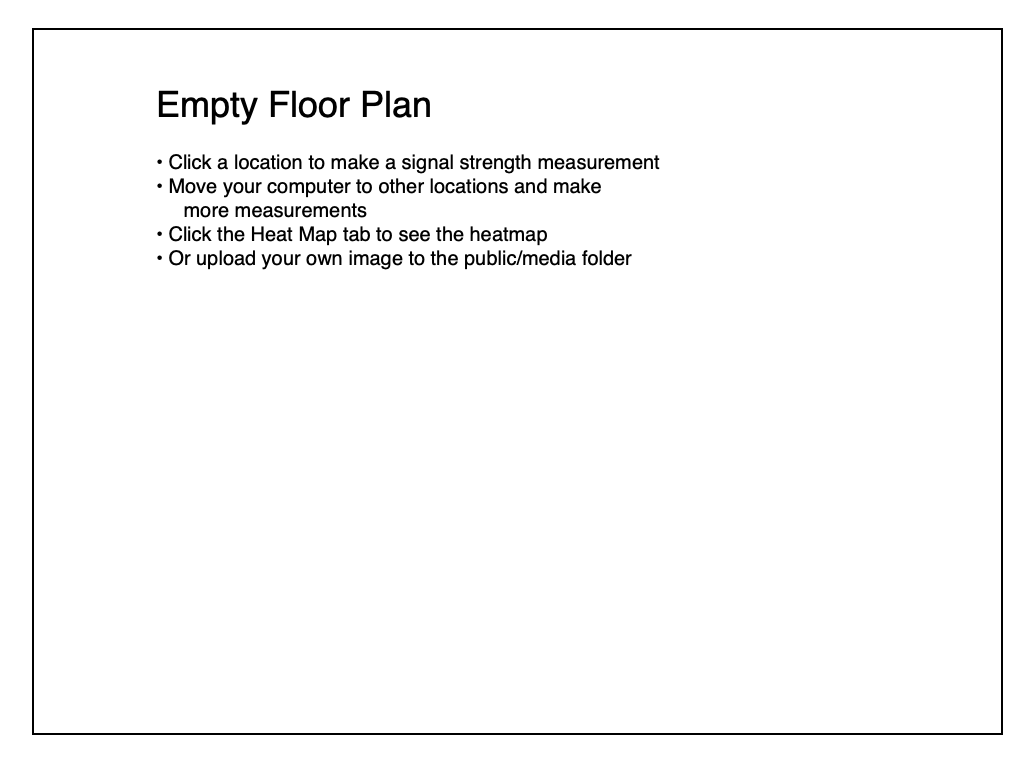 Empty Floor Plan
• Click a location to make a signal strength measurement
• Move your computer to other locations and make
more measurements
• Click the Heat Map tab to see the heatmap
• Or upload your own image to the public/media folder